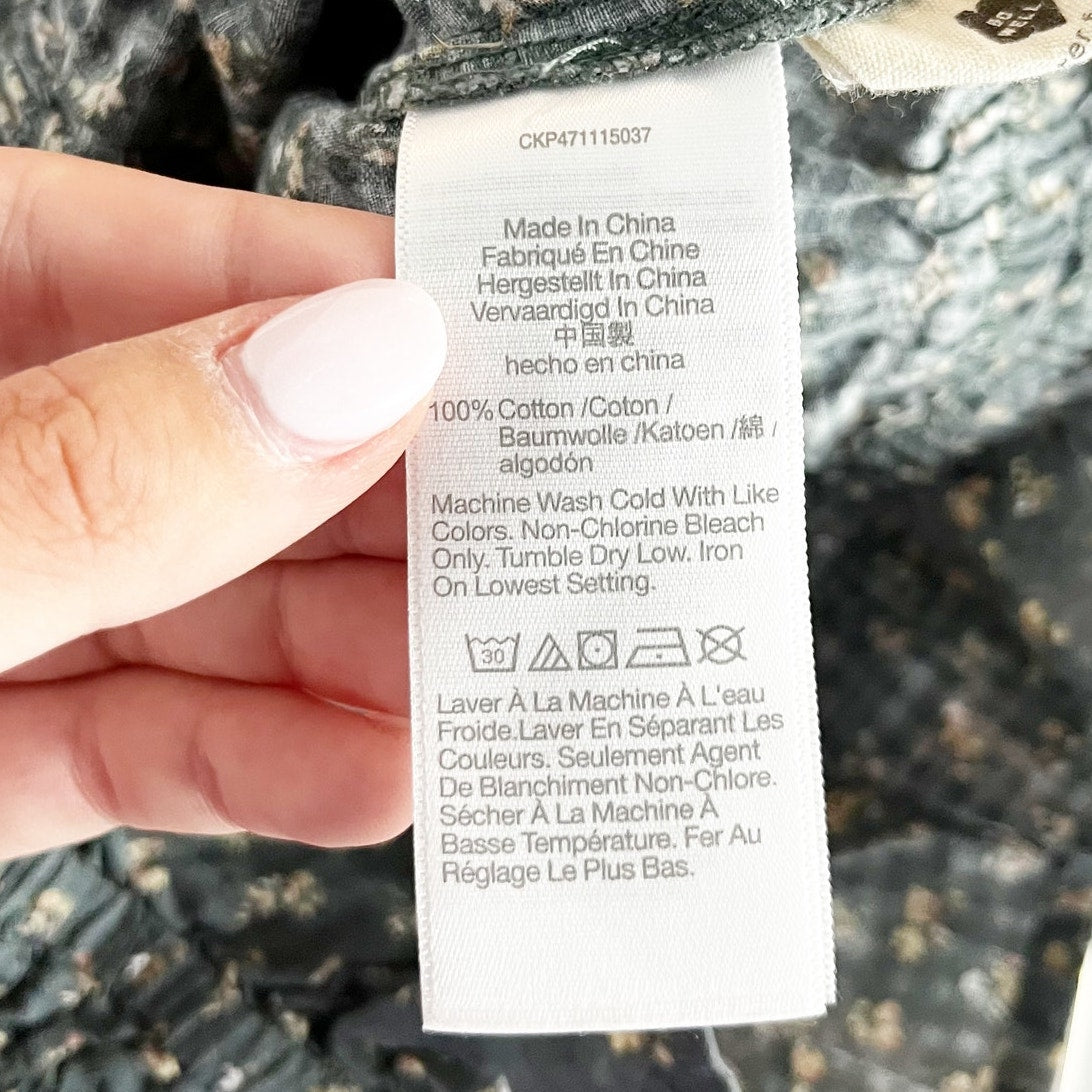 DO
WELL
CKP471115037
Made In China
Fabriqué En Chine
Hergestellt In China
Vervaardigd In China
中国製
hecho en china
100% Cotton /Coton /
Baumwolle /Katoen /綿 /
algodón
Machine Wash Cold With Like
Colors. Non-Chlorine Bleach
Only. Tumble Dry Low. Iron
On Lowest Setting.
30
Laver À La Machine À L'eau
Froide.Laver En Séparant Les
Couleurs. Seulement Agent
De Blanchiment Non-Chlore.
Sécher À La Machine À
Basse Température. Fer Au
Réglage Le Plus Bas.